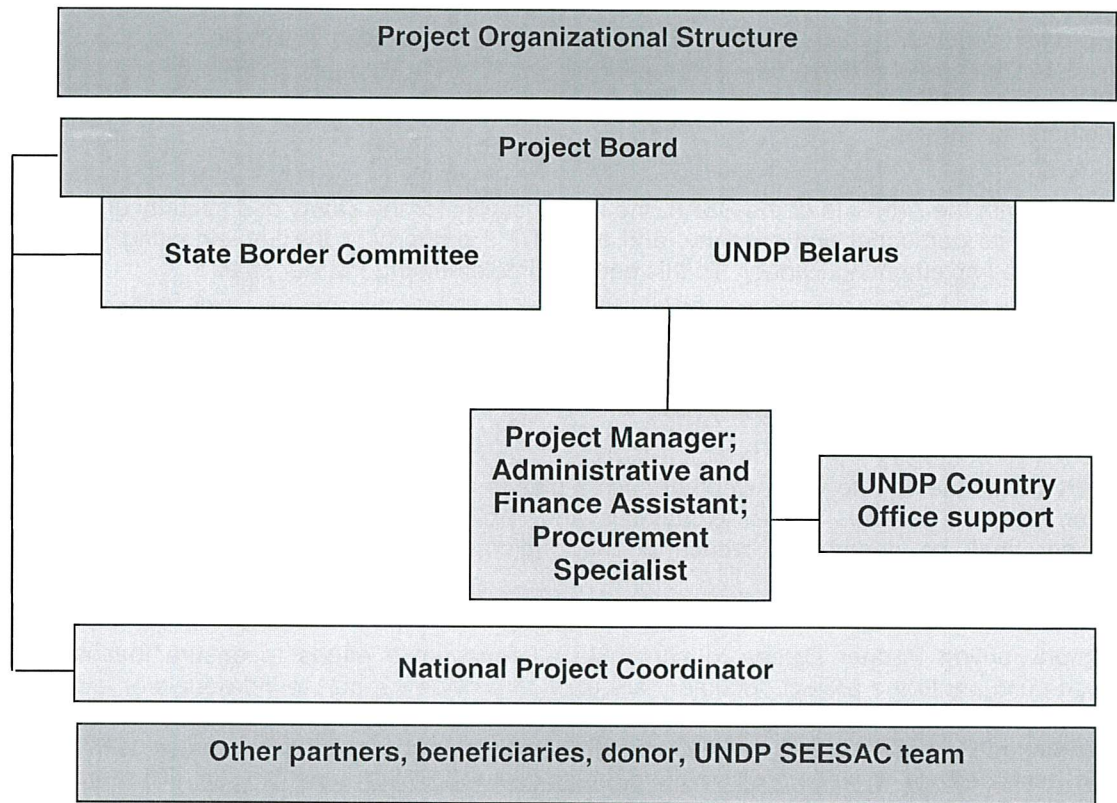 Project Organizational Structure
Project Board
State Border Committee
UNDP Belarus
Project Manager;
Administrative and
Finance Assistant;
Procurement
Specialist
UNDP Country
Office support
National Project Coordinator
Other partners, beneficiaries, donor, UNDP SEESAC team